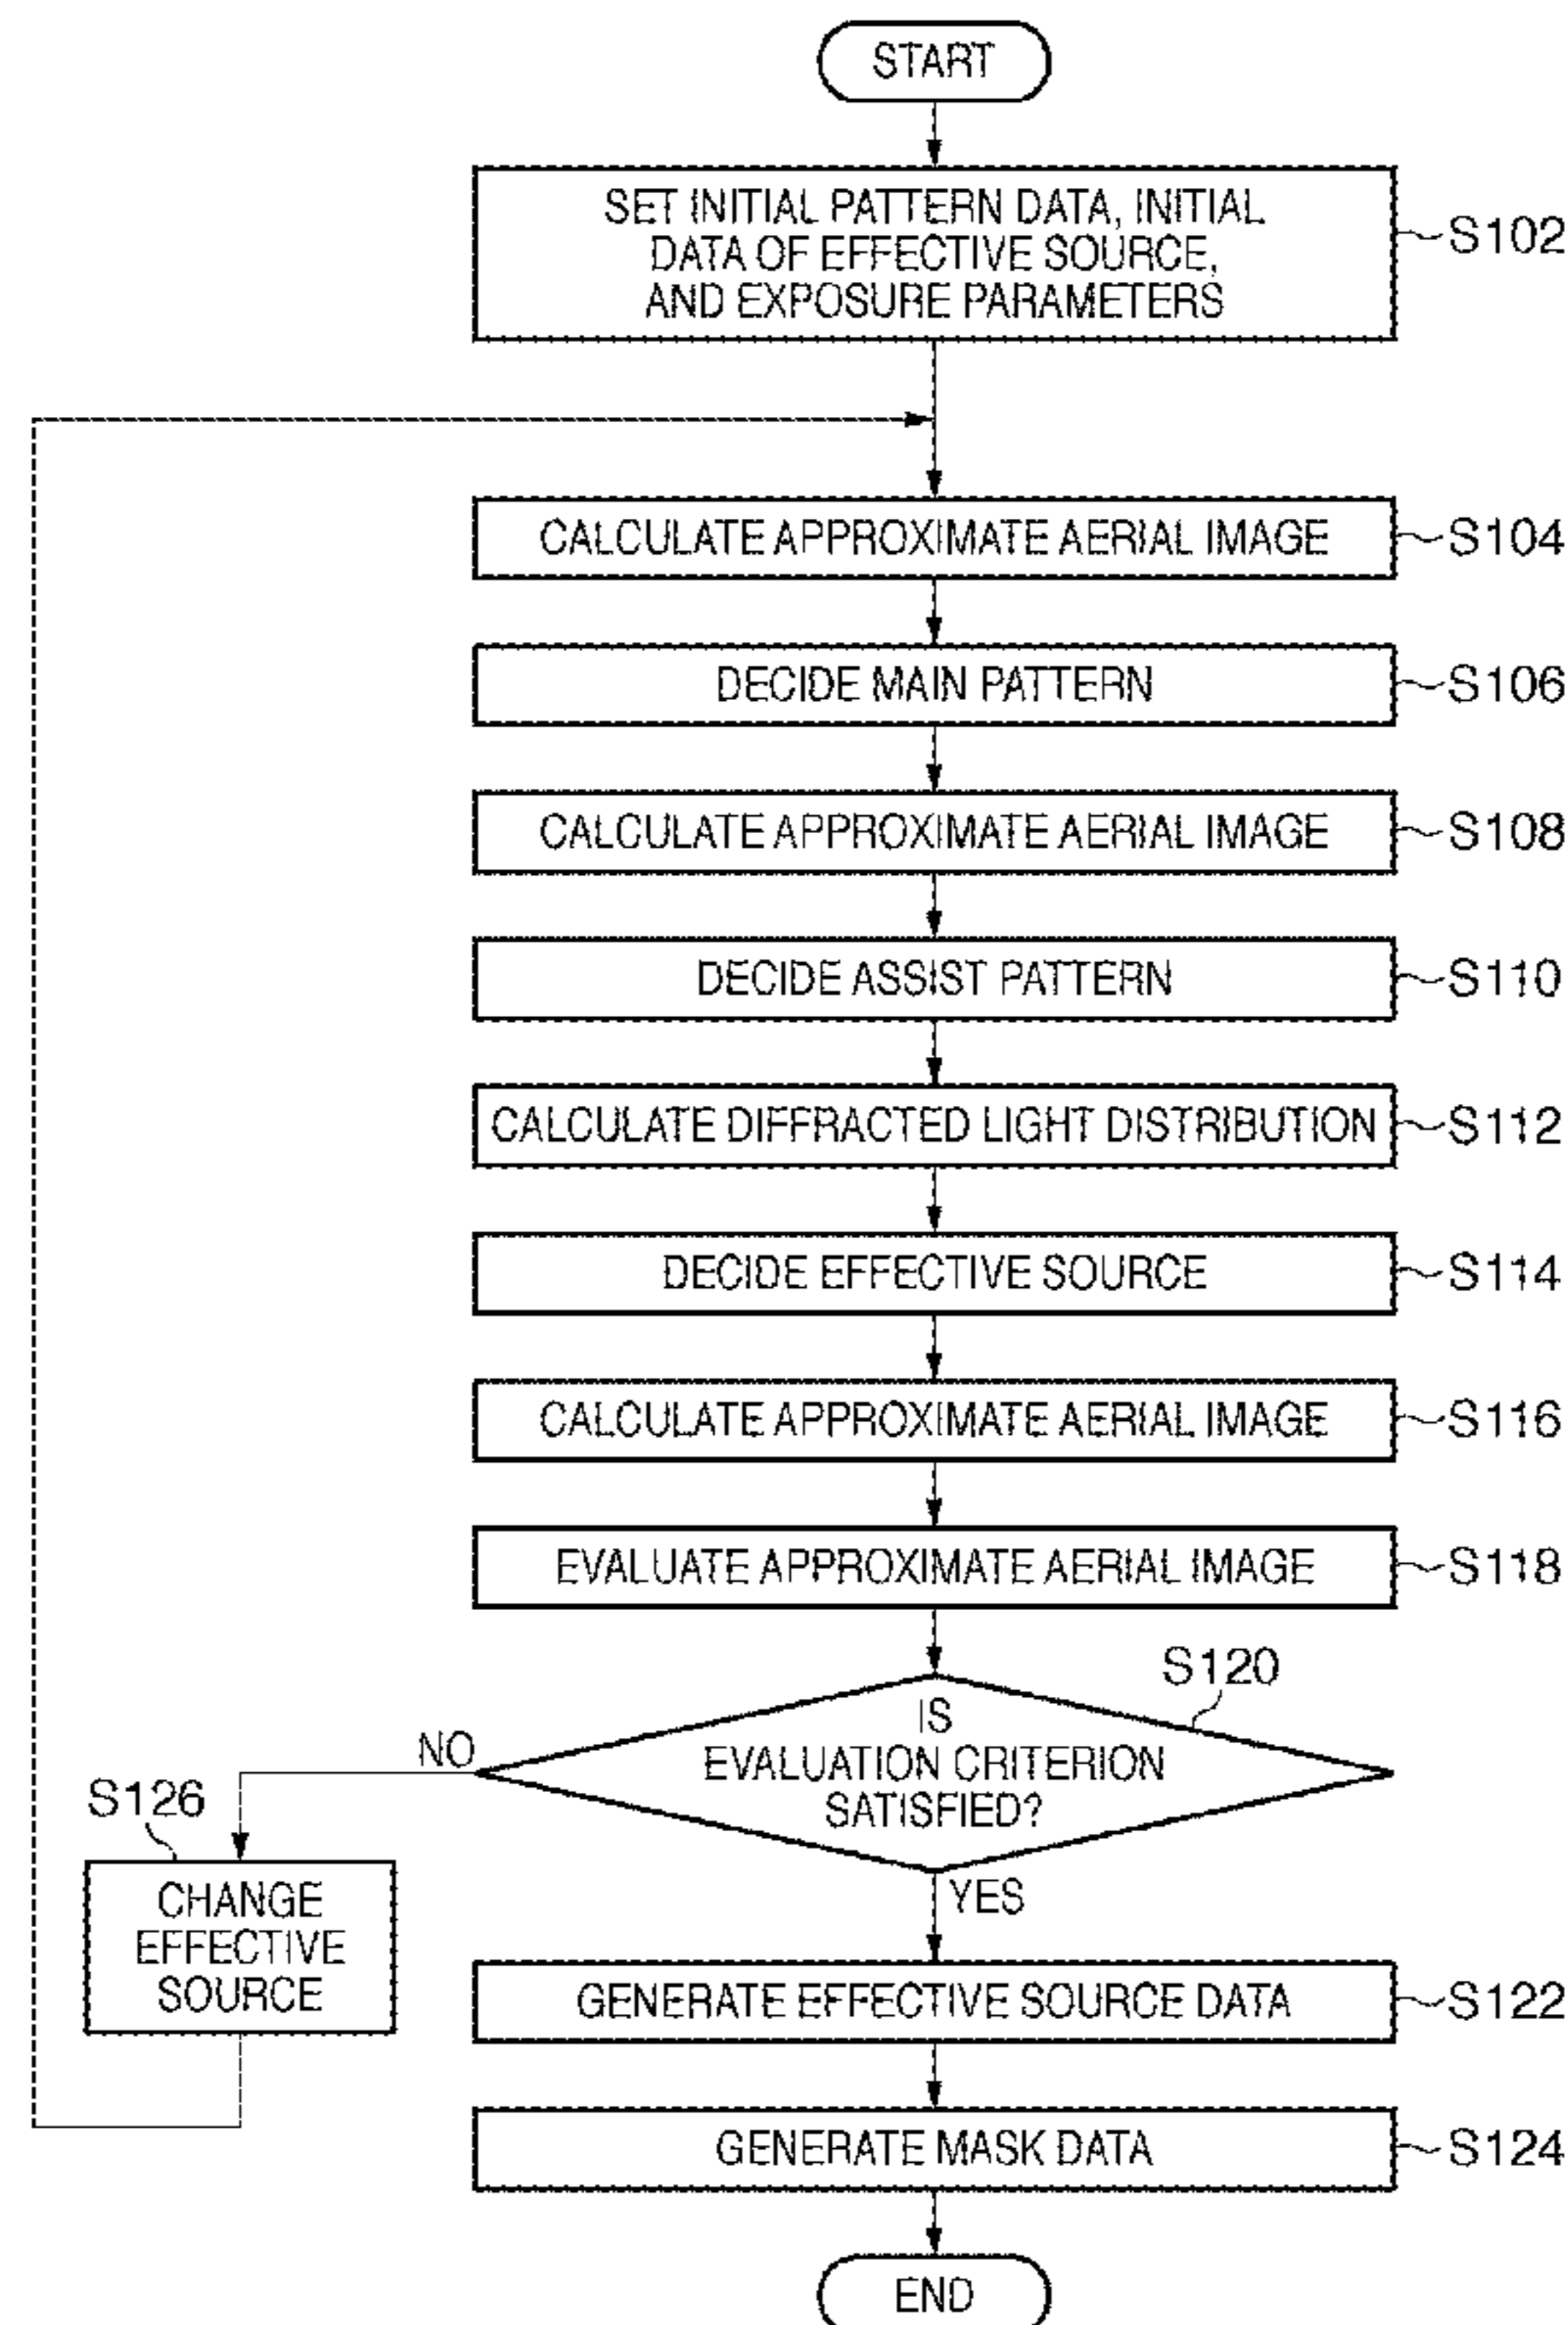 START
SET INITIAL PATTERN DATA, INITIAL
DATA OF EFFECTIVE SOURCE,
AND EXPOSURE PARAMETERS
S102
CALCULATE APPROXIMATE AERIAL IMAGE
S104
DECIDE MAIN PATTERN
S106
CALCULATE APPROXIMATE AERIAL IMAGE
S108
DECIDE ASSIST PATTERN
S110
CALCULATE DIFFRACTED LIGHT DISTRIBUTION
S112
DECIDE EFFECTIVE SOURCE
S114
CALCULATE APPROXIMATE AERIAL IMAGE
S116
EVALUATE APPROXIMATE AERIAL IMAGE
S118
S120
IS
EVALUATION CRITERION
SATISFIED?
NO
YES
S126
CHANGE
EFFECTIVE
SOURCE
GENERATE EFFECTIVE SOURCE DATA
S122
GENERATE MASK DATA
S124
END